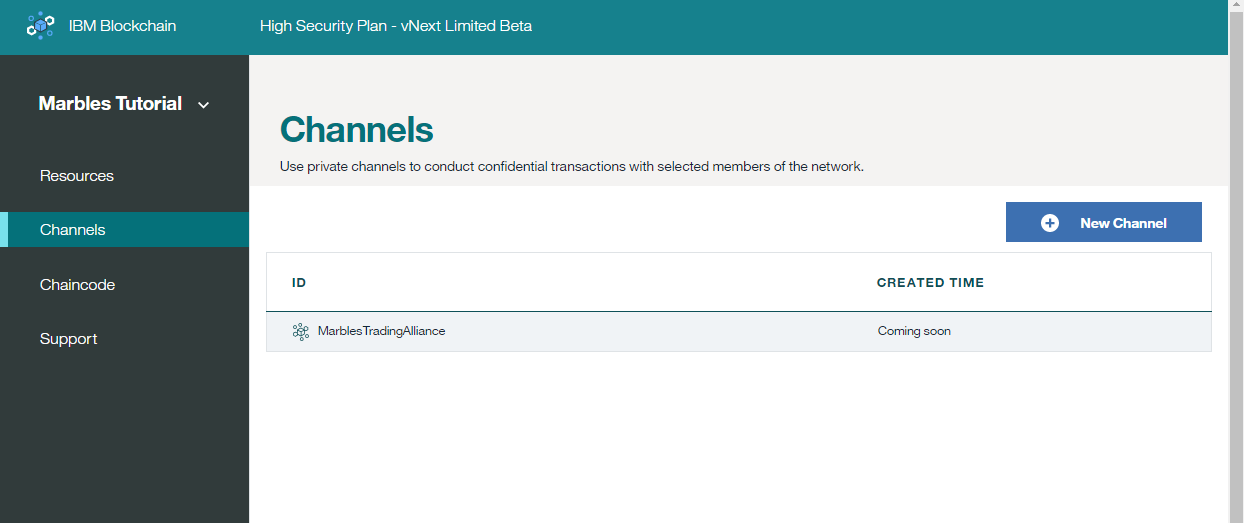 IBM Blockchain
High Security Plan - vNext Limited Beta
Marbles Tutorial
Resources
Channels
Chaincode
Support
Channels
Use private channels to conduct confidential transactions with selected members of the network.
New Channel
ID CREATED TIME
MarblesTradingAlliance Coming soon